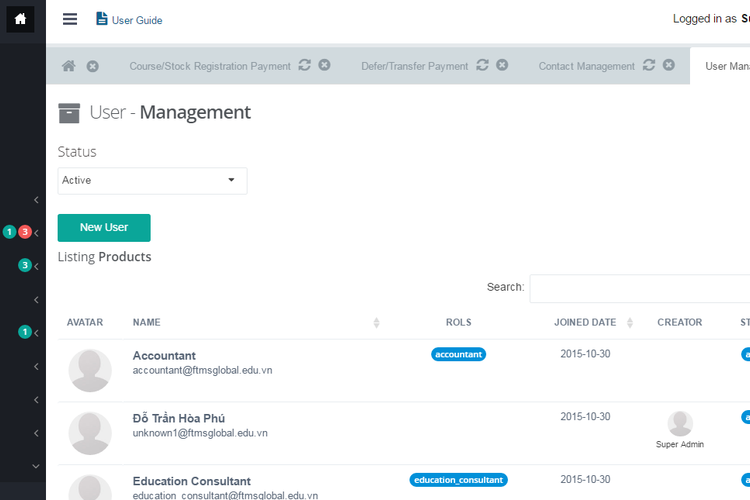 User Guide
Logged in as
Course/Stock Registration Payment
Defer/Transfer Payment
Contact Management
User
User - Management
Status
Active
1 3
New User
Listing Products
3
Search:
AVATAR NAME ROLS JOINED DATE CREATOR
1
Accountant accountant 2015-10-30
accountant@ftmsglobal.edu.vn
Đỗ Trần Hòa Phú 2015-10-30
unknown1@ftmsglobal.edu.vn
Super Admin
Education Consultant education_consultant 2015-10-30
education_consultant@ftmsglobal.edu.vn